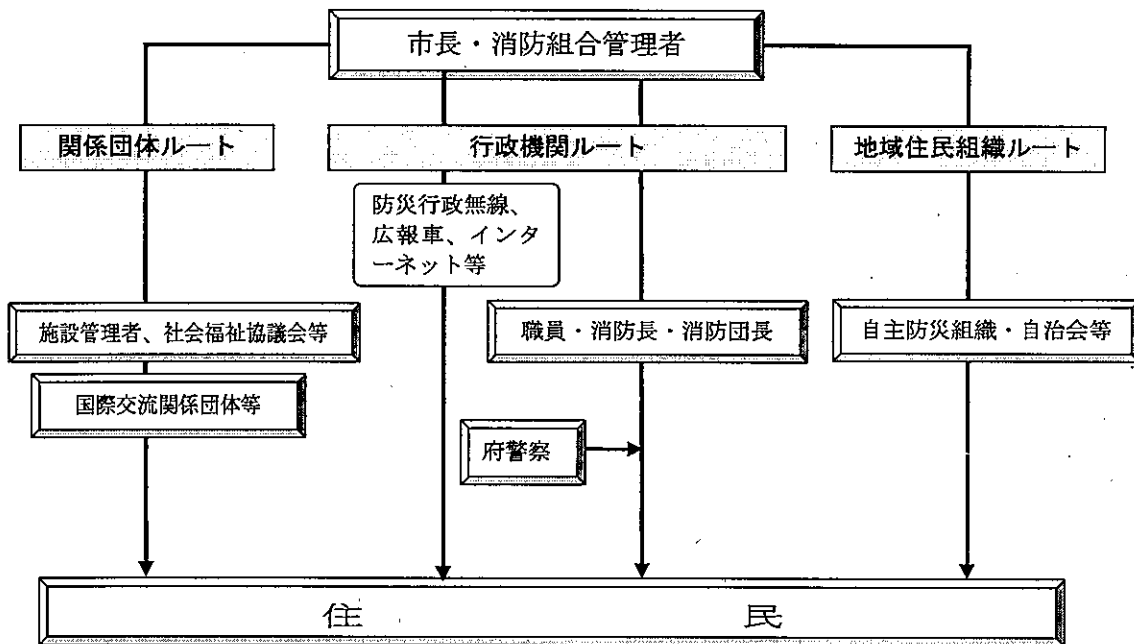 市長・消防組合管理者
関係団体ルート
行政機関ルート
地域住民組織ルート
防災行政無線、
広報車、インタ
ーネット等
施設管理者、社会福祉協議会等
職員・消防長・消防団長
自主防災組織・自治会等
国際交流関係団体等
府警察
住民